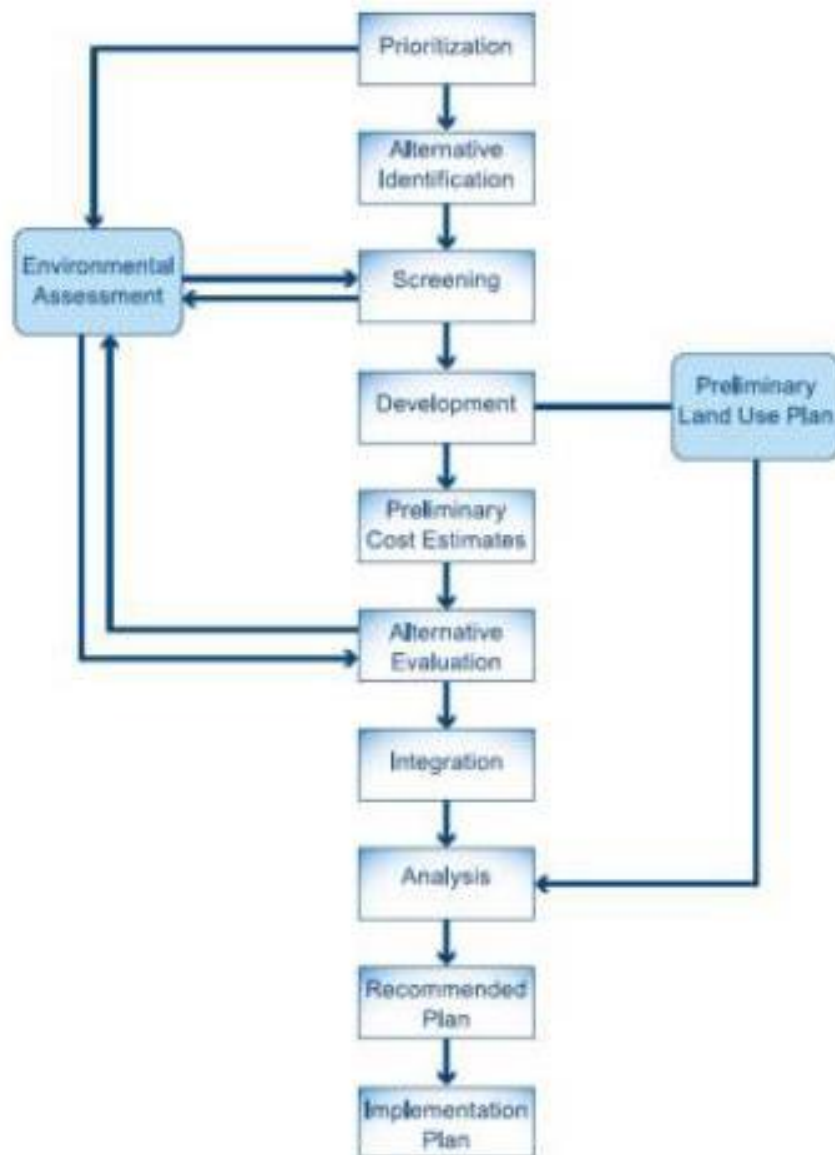 Prioritization
Alternative
Identification
Environmental
Assessment
Screening
Development
Preliminary
Land Use Plan
Preliminary
Cost Estimates
Alternative
Evaluation
Integration
Analysis
Recommended
Plan
Implementation
Plan